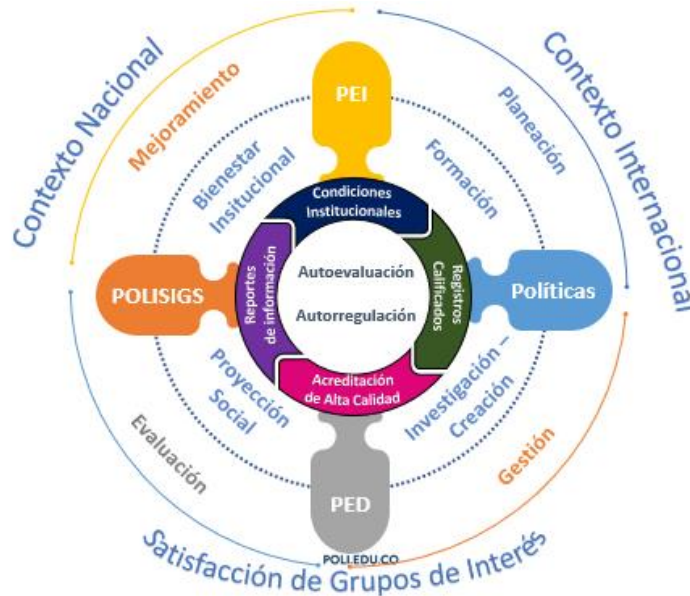 Contexto Nacional
Contexto Internacional
Mejoramiento
PEI
Planeación
Bienestar
Institucional
Formación
Condiciones
Institucionales
Reportes
de información
Autoevaluación
Autorregulación
Registros
Calificados
POLISIGS
Políticas
Acreditación
de Alta Calidad
Proyección
Social
Investigación –
Creación
Evaluación
PED
Gestión
POLI.EDU.CO
Satisfacción de Grupos de Interés